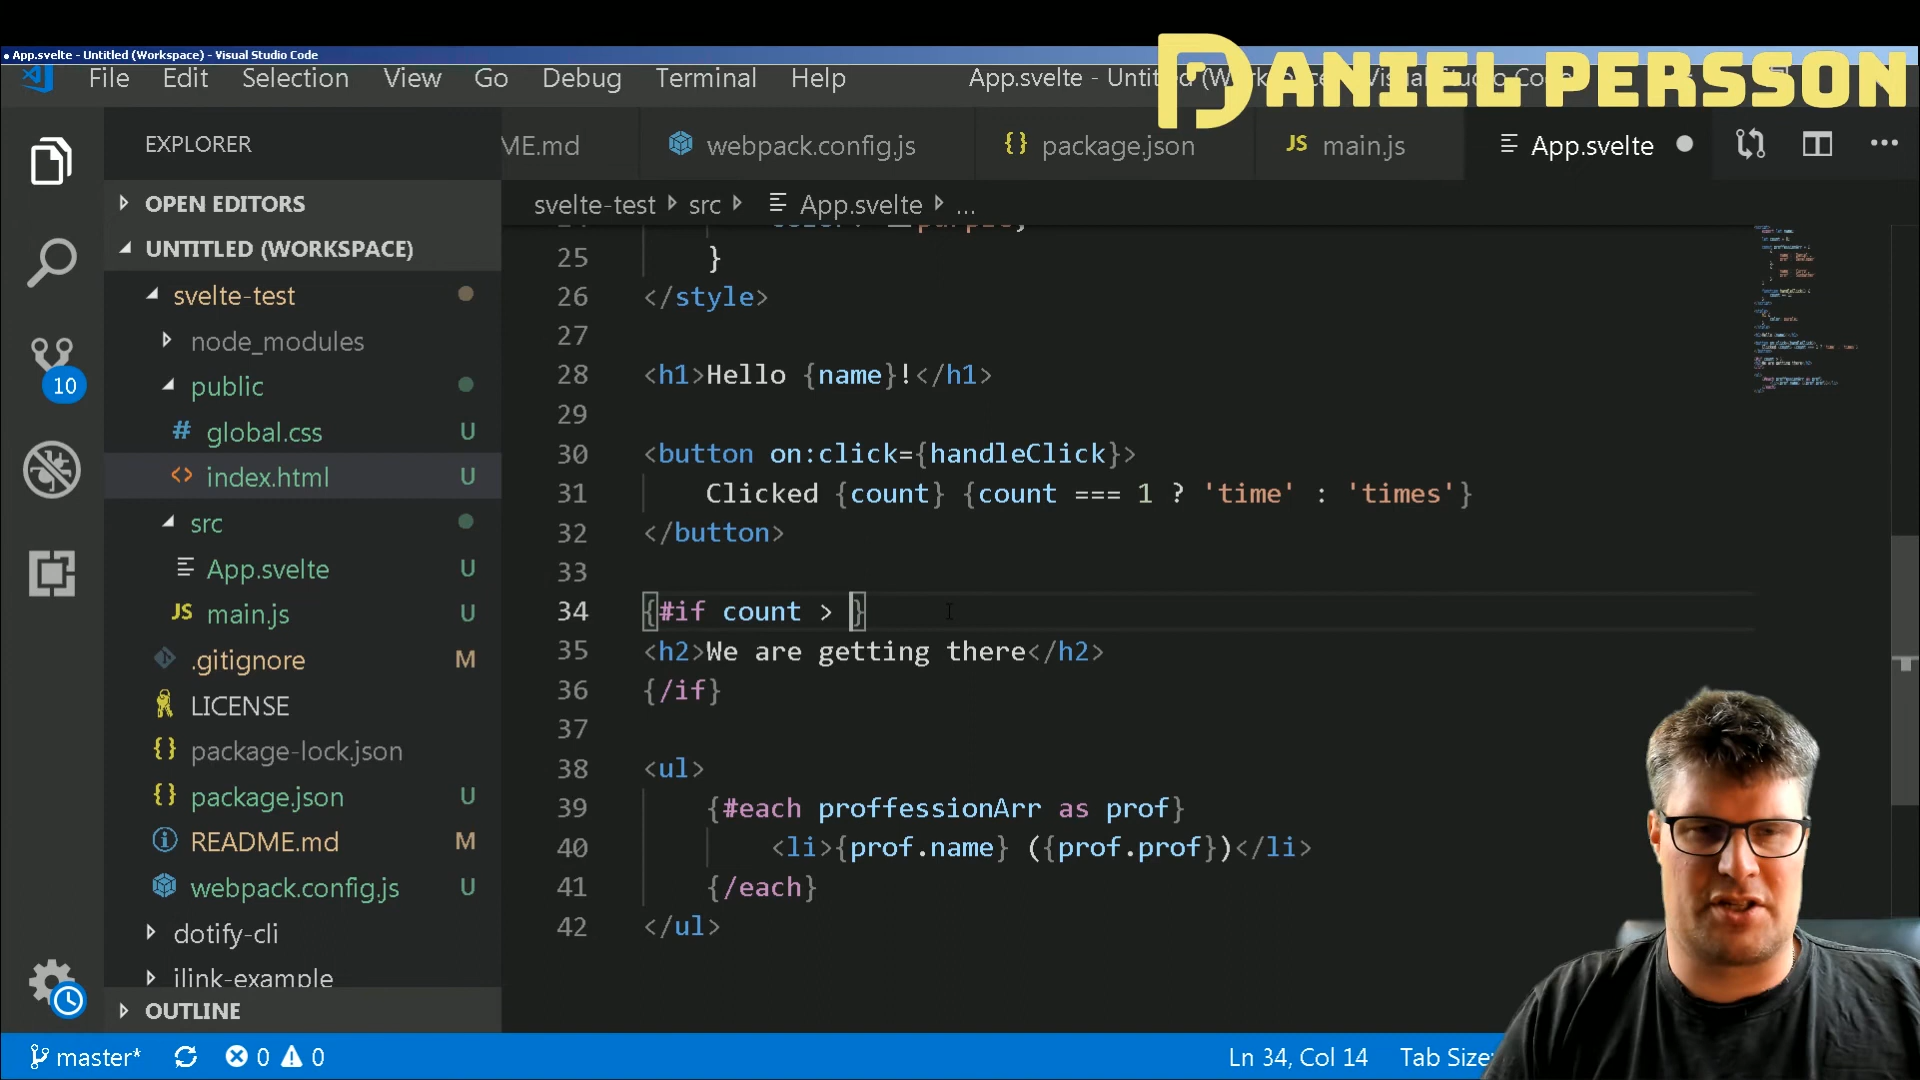 ● App.svelte - Untitled (Workspace) - Visual Studio Code
DANIEL PERSSON
File Edit Selection View Go Debug Terminal Help
App.svelte - Untitled (Workspace) - Visual Studio Code
EXPLORER
ME.md
webpack.config.js
{} package.json
JS main.js
App.svelte
OPEN EDITORS
UNTITLED (WORKSPACE)
svelte-test
node_modules
public
# global.css U
<> index.html U
src
App.svelte U
JS main.js U
.gitignore M
LICENSE
{} package-lock.json
{} package.json U
README.md M
webpack.config.js U
dotify-cli
ilink-example
OUTLINE
10
svelte-test src App.svelte ...
25 }
26 </style>
27
28 <h1>Hello {name}!</h1>
29
30 <button on:click={handleClick}>
31 Clicked {count} {count === 1 ? 'time' : 'times'}
32 </button>
33
34 {#if count > }
35 <h2>We are getting there</h2>
36 {/if}
37
38 <ul>
39 {#each proffessionArr as prof}
40 <li>{prof.name} ({prof.prof})</li>
41 {/each}
42 </ul>
master* 0 0
Ln 34, Col 14 Tab Size: